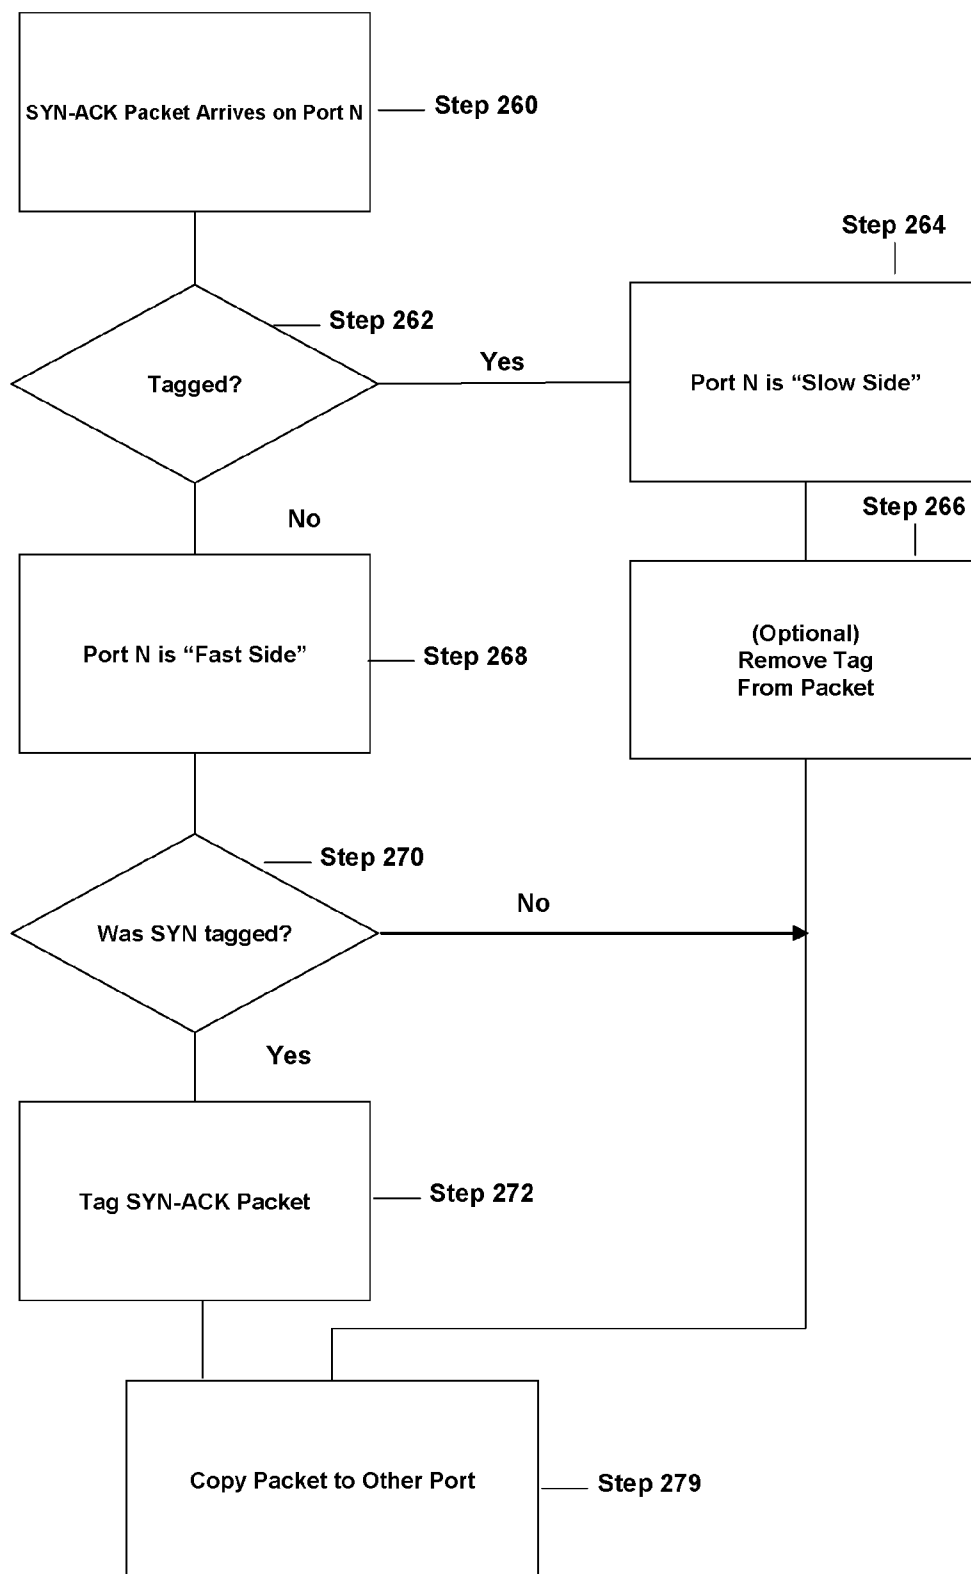 SYN-ACK Packet Arrives on Port N
Step 260
Step 264
Step 262
Tagged?
Yes
Port N is “Slow Side”
No
Step 266
(Optional)
Remove Tag
From Packet
Port N is “Fast Side”
Step 268
Step 270
Was SYN tagged?
No
Yes
Tag SYN-ACK Packet
Step 272
Copy Packet to Other Port
Step 279